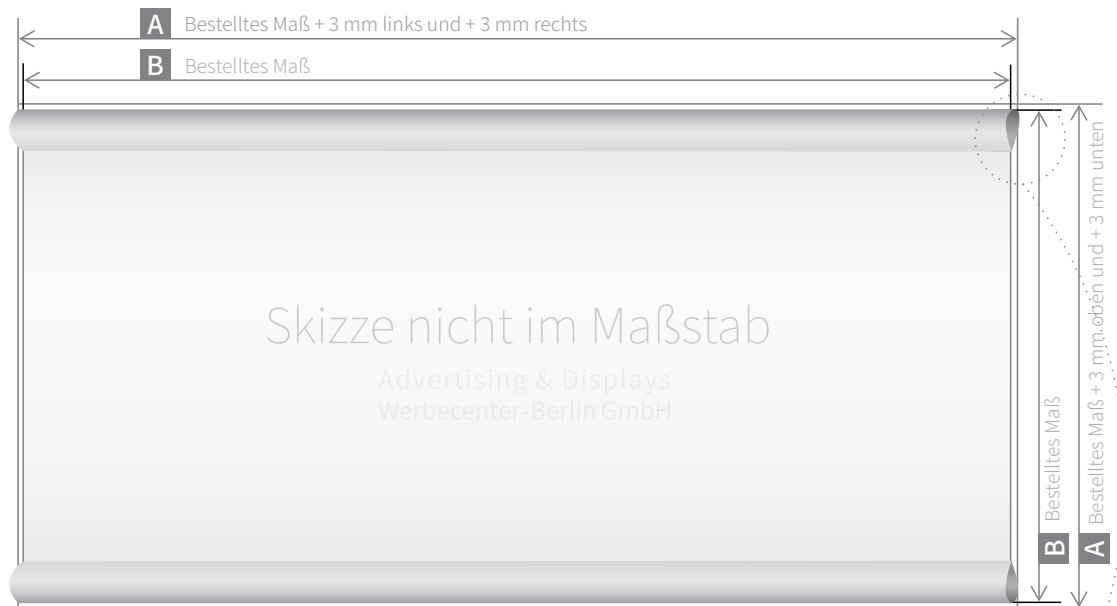 A Bestelltes Maß + 3 mm links und + 3 mm rechts
B Bestelltes Maß
Skizze nicht im Maßstab
Advertising & Displays
Werbecenter-Berlin GmbH
B Bestelltes Maß
A Bestelltes Maß + 3 mm oben und + 3 mm unten